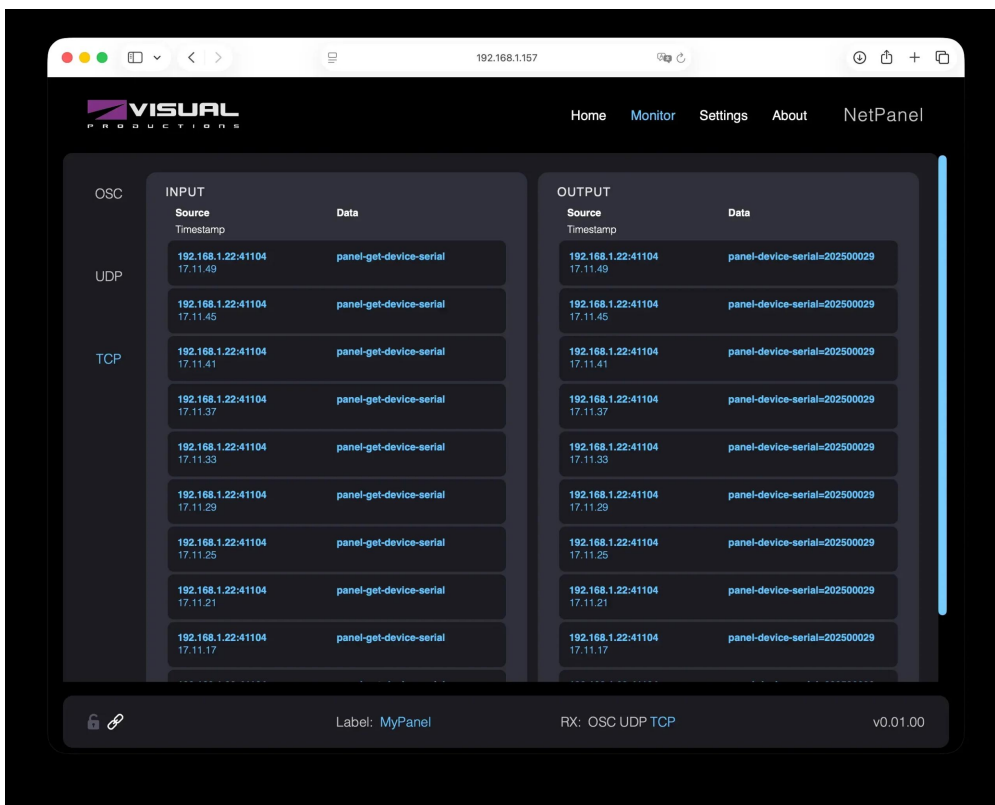 192.168.1.157
VISUAL
PRODUCTIONS
Home Monitor Settings About NetPanel
OSC
UDP
TCP
INPUT
Source Data
Timestamp
192.168.1.22:41104 panel-get-device-serial
17.11.49
192.168.1.22:41104 panel-get-device-serial
17.11.45
192.168.1.22:41104 panel-get-device-serial
17.11.41
192.168.1.22:41104 panel-get-device-serial
17.11.37
192.168.1.22:41104 panel-get-device-serial
17.11.33
192.168.1.22:41104 panel-get-device-serial
17.11.29
192.168.1.22:41104 panel-get-device-serial
17.11.25
192.168.1.22:41104 panel-get-device-serial
17.11.21
192.168.1.22:41104 panel-get-device-serial
17.11.17
OUTPUT
Source Data
Timestamp
192.168.1.22:41104 panel-device-serial=202500029
17.11.49
192.168.1.22:41104 panel-device-serial=202500029
17.11.45
192.168.1.22:41104 panel-device-serial=202500029
17.11.41
192.168.1.22:41104 panel-device-serial=202500029
17.11.37
192.168.1.22:41104 panel-device-serial=202500029
17.11.33
192.168.1.22:41104 panel-device-serial=202500029
17.11.29
192.168.1.22:41104 panel-device-serial=202500029
17.11.25
192.168.1.22:41104 panel-device-serial=202500029
17.11.21
192.168.1.22:41104 panel-device-serial=202500029
17.11.17
Label: MyPanel RX: OSC UDP TCP v0.01.00